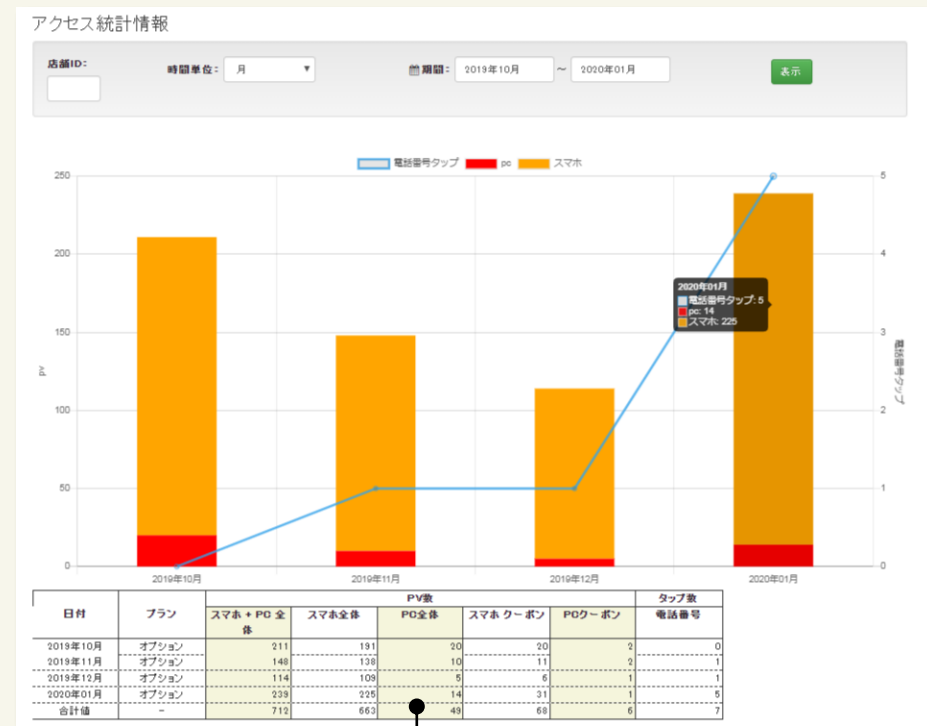 アクセス統計情報
店舗ID:
時間単位: 月 期間: 2019年10月 ～ 2020年01月 表示
電話番号タップ pc スマホ
250 5
200 4
2020年01月
電話番号タップ: 5
pc: 14
スマホ: 225
150 3
pv 電話番号タップ
100 2
50 1
0 0
2019年10月 2019年11月 2019年12月 2020年01月
日付 プラン PV数 タップ数
スマホ + PC 全体 スマホ全体 PC全体 スマホ クーポン PCクーポン 電話番号
2019年10月 オプション 211 191 20 20 2 0
2019年11月 オプション 148 138 10 11 2 1
2019年12月 オプション 114 109 5 6 1 1
2020年01月 オプション 239 225 14 31 1 5
合計値 - 712 663 49 68 6 7